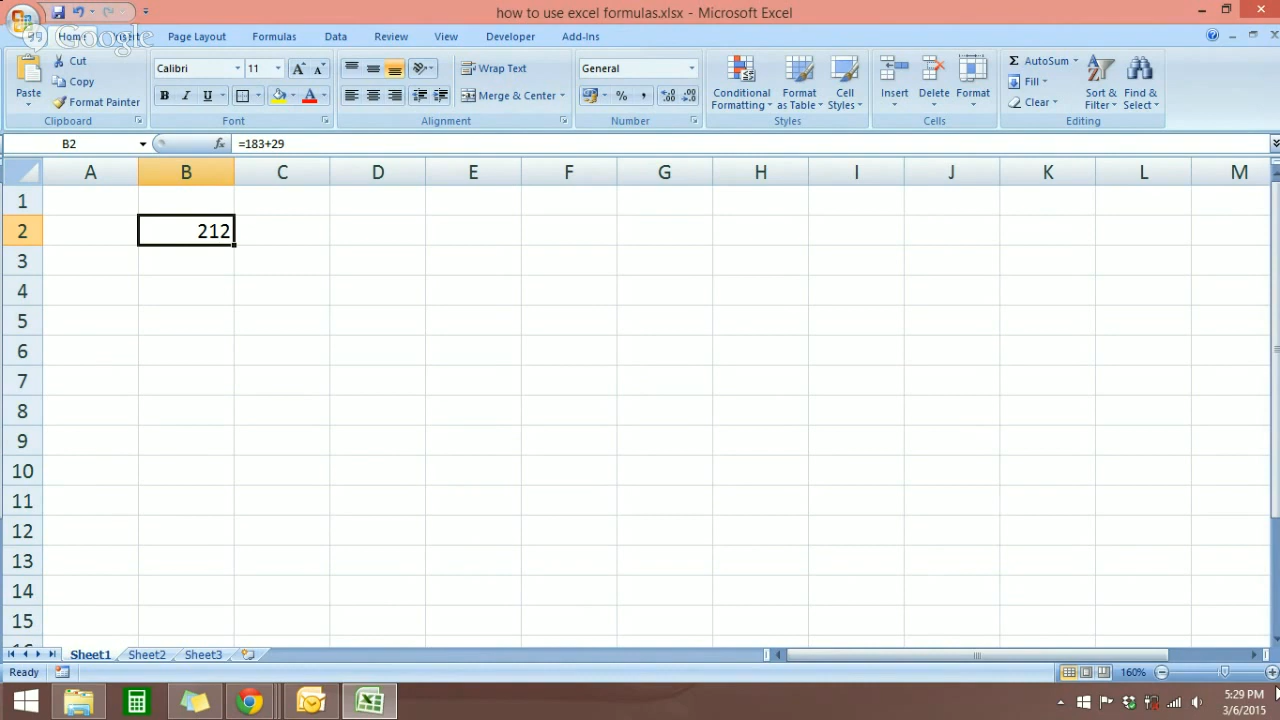 how to use excel formulas.xlsx - Microsoft Excel
Google
Home Insert Page Layout Formulas Data Review View Developer Add-Ins
Paste
Cut
Copy
Format Painter
Clipboard
Calibri 11
A A
B I U
A
Font
Wrap Text
Merge & Center
Alignment
General
% ,
Number
Conditional Formatting
Format as Table
Cell Styles
Styles
Insert
Delete
Format
Cells
Σ AutoSum
Fill
Clear
Sort & Filter
Find & Select
Editing
B2 fx =183+29
A B C D E F G H I J K L M
1
2 212
3
4
5
6
7
8
9
10
11
12
13
14
15
Sheet1 Sheet2 Sheet3
Ready 160%
5:29 PM
3/6/2015